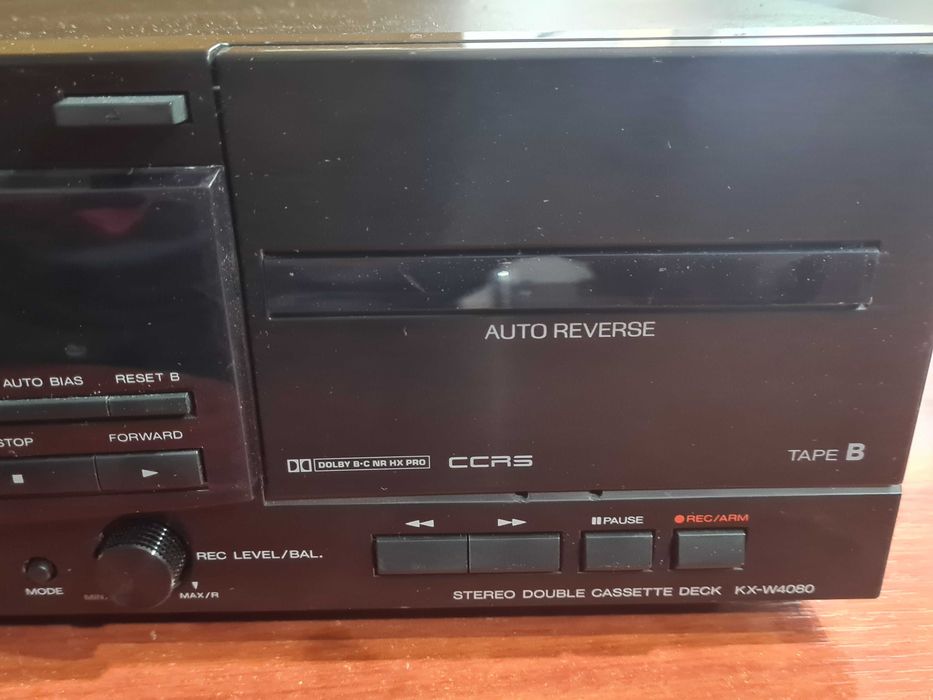 AUTO REVERSE
AUTO BIAS
RESET B
STOP
FORWARD
DOLBY B·C NR HX PRO
CCRS
TAPE B
PAUSE
REC/ARM
REC LEVEL/BAL.
MODE
MIN.
MAX/R
STEREO DOUBLE CASSETTE DECK KX-W4080